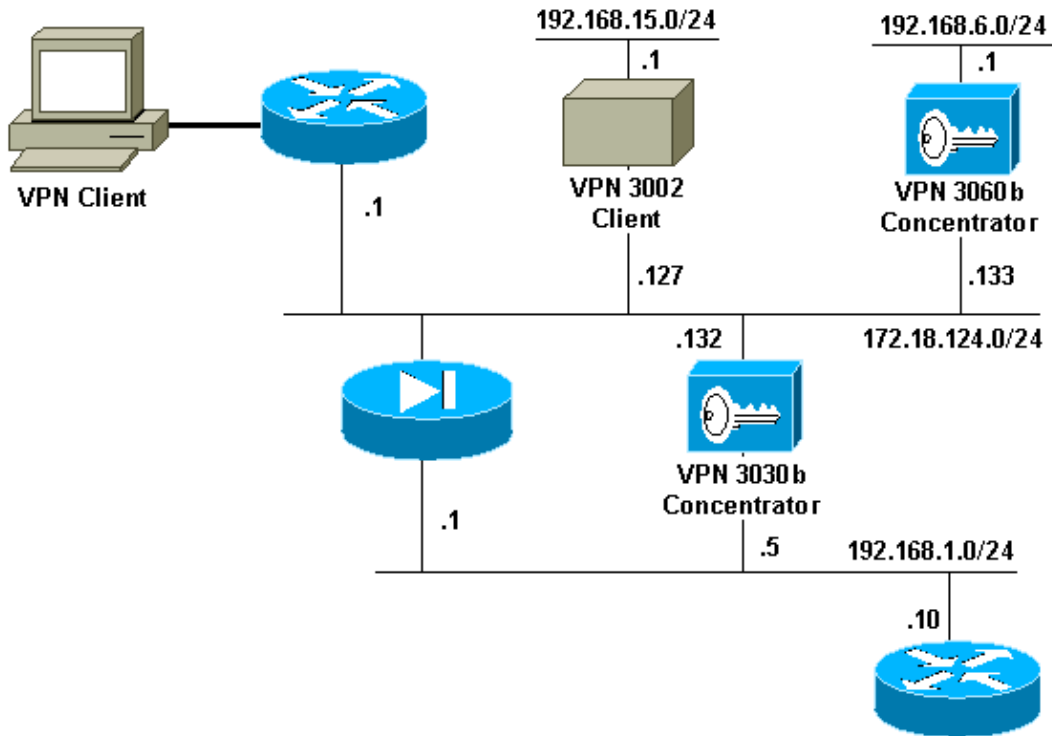 192.168.15.0/24
192.168.6.0/24
.1
.1
VPN Client
VPN 3002
Client
VPN 3060b
Concentrator
.1
.127
.133
.132
172.18.124.0/24
VPN 3030b
Concentrator
.1
.5
192.168.1.0/24
.10